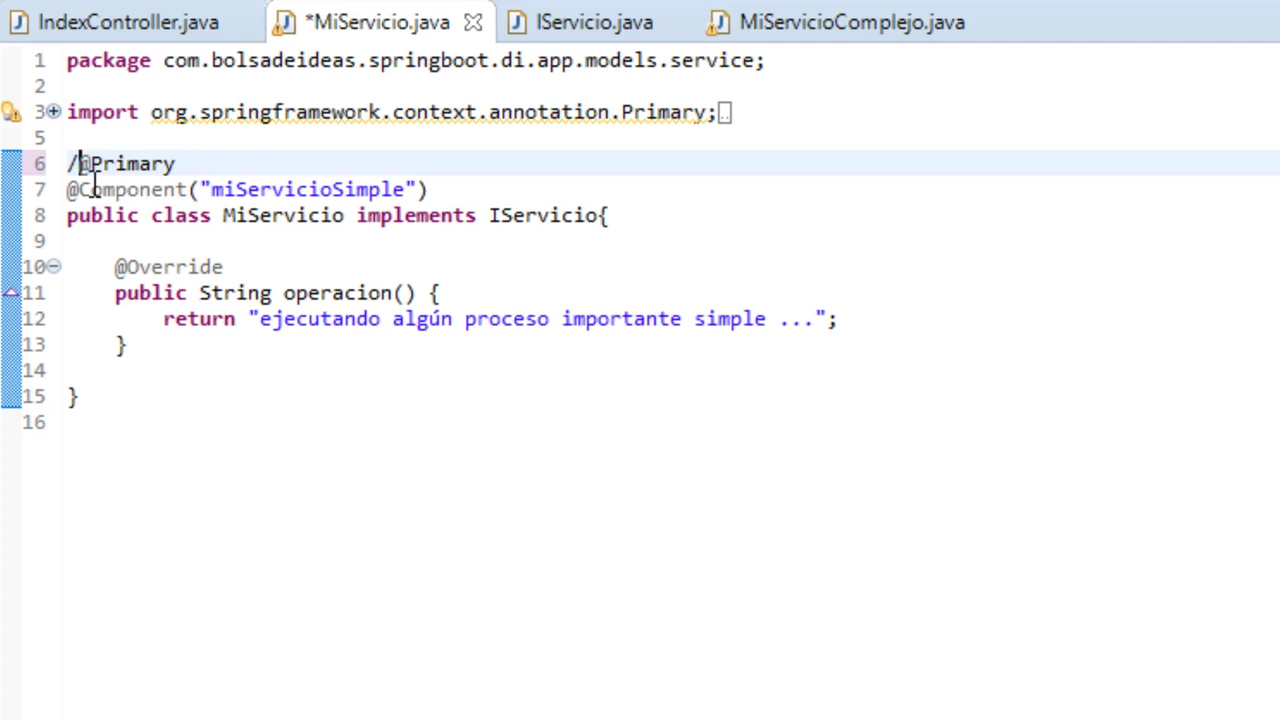 IndexController.java *MiServicio.java IServicio.java MiServicioComplejo.java
1 package com.bolsadeideas.springboot.di.app.models.service;
2
3 import org.springframework.context.annotation.Primary;
5
6 /@Primary
7 @Component("miServicioSimple")
8 public class MiServicio implements IServicio{
9
10 @Override
11 public String operacion() {
12 return "ejecutando algún proceso importante simple ...";
13 }
14
15 }
16